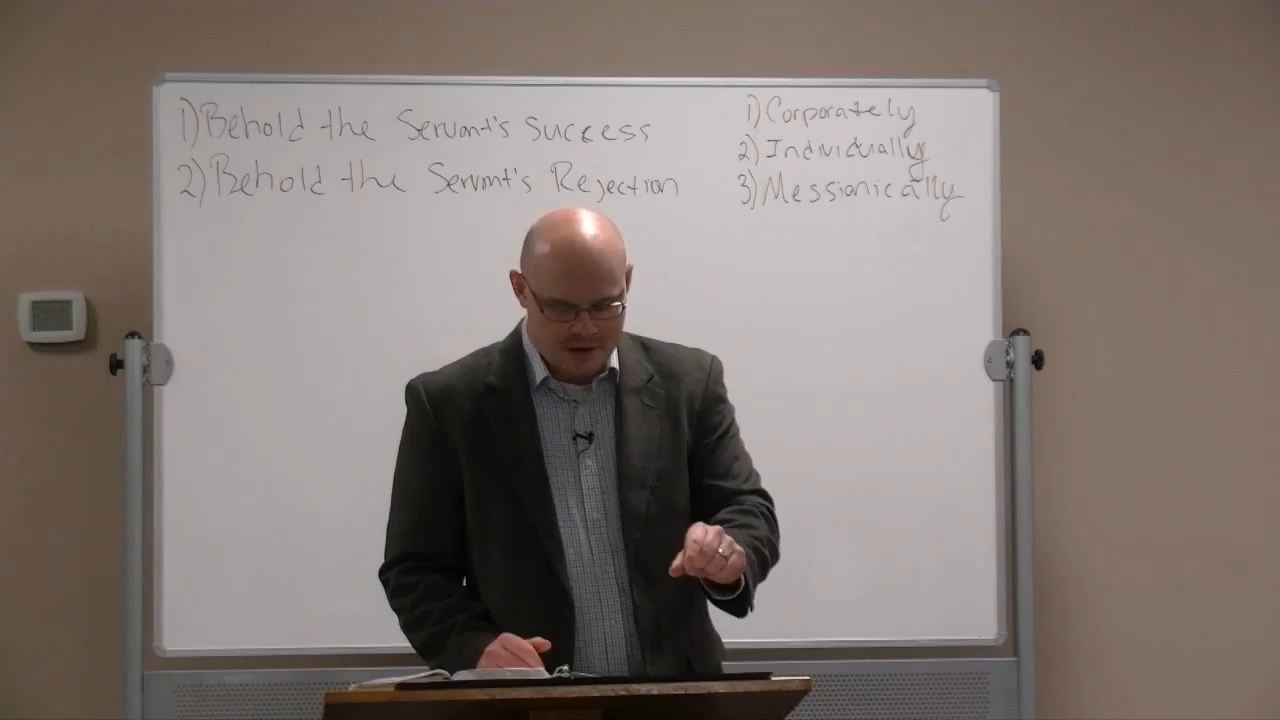 1) Behold the Servant's Success
2) Behold the Servant's Rejection
1) Corporately
2) Individually
3) Messianically